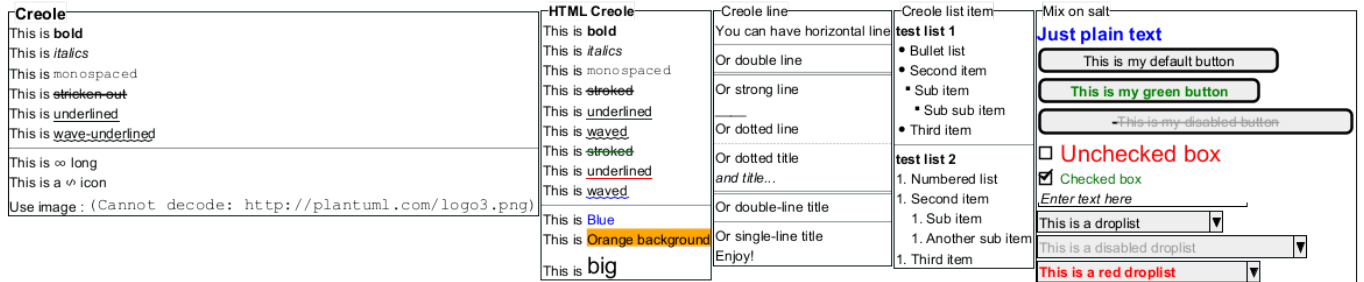 Creole
This is bold
This is italics
This is monospaced
This is stricken-out
This is underlined
This is wave-underlined
This is ∞ long
This is a icon
Use image : (Cannot decode: http://plantuml.com/logo3.png)
HTML Creole
This is bold
This is italics
This is monospaced
This is stroked
This is underlined
This is waved
This is stroked
This is underlined
This is waved
This is Blue
This is Orange background
This is big
Creole line
You can have horizontal line
Or double line
Or strong line
____
Or dotted line
Or dotted title
and title...
Or double-line title
Or single-line title
Enjoy!
Creole list item
test list 1
• Bullet list
• Second item
▪ Sub item
▪ Sub sub item
• Third item
test list 2
1. Numbered list
1. Second item
1. Sub item
1. Another sub item
1. Third item
Mix on salt
Just plain text
This is my default button
This is my green button
-This is my disabled button
Unchecked box
Checked box
Enter text here
This is a droplist
This is a disabled droplist
This is a red droplist